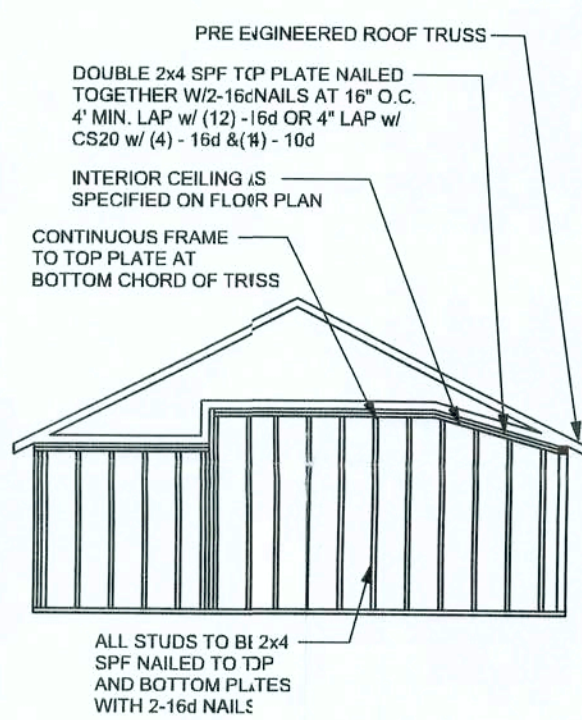 PRE ENGINEERED ROOF TRUSS
DOUBLE 2x4 SPF TOP PLATE NAILED
TOGETHER W/2-16d NAILS AT 16" O.C.
4' MIN. LAP w/ (12) -16d OR 4" LAP w/
CS20 w/ (4) - 16d &(14) - 10d
INTERIOR CEILING AS
SPECIFIED ON FLOOR PLAN
CONTINUOUS FRAME
TO TOP PLATE AT
BOTTOM CHORD OF TRUSS
ALL STUDS TO BE 2x4
SPF NAILED TO TOP
AND BOTTOM PLATES
WITH 2-16d NAILS